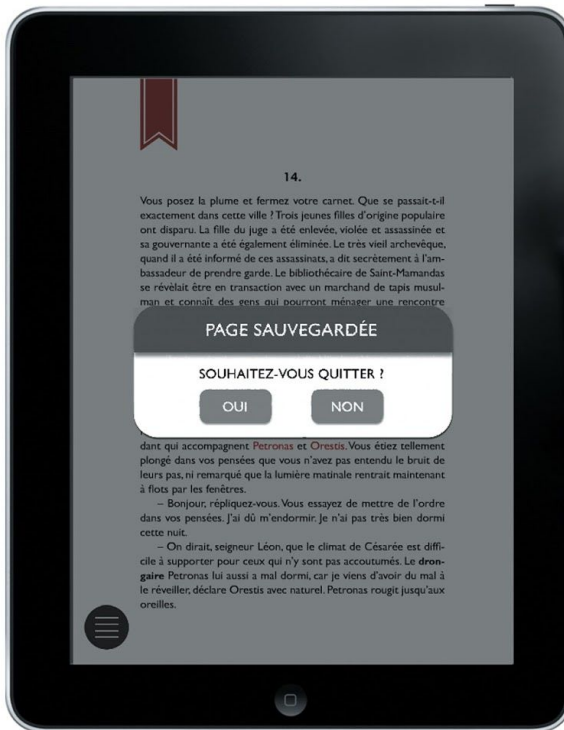 14.
Vous posez la plume et fermez votre carnet. Que se passait-t-il
exactement dans cette ville ? Trois jeunes filles d'origine populaire
ont disparu. La fille du juge a été enlevée, violée et assassinée et
sa gouvernante a été également éliminée. Le très vieil archevêque,
quand il a été informé de ces assassinats, a dit secrètement à l'am-
bassadeur de prendre garde. Le bibliothécaire de Saint-Mamandas
se révèlait être en transaction avec un marchand de tapis musul-
man et connaît des gens qui pourront ménager une rencontre
PAGE SAUVEGARDÉE
SOUHAITEZ-VOUS QUITTER ?
OUI NON
dant qui accompagnent Petronas et Orestis. Vous étiez tellement
plongé dans vos pensées que vous n'avez pas entendu le bruit de
leurs pas, ni remarqué que la lumière matinale rentrait maintenant
à flots par les fenêtres.
– Bonjour, répliquez-vous. Vous essayez de mettre de l'ordre
dans vos pensées. J'ai dû m'endormir. Je n'ai pas très bien dormi
cette nuit.
– On dirait, seigneur Léon, que le climat de Césarée est diffi-
cile à supporter pour ceux qui n'y sont pas accoutumés. Le dron-
gaire Petronas lui aussi a mal dormi, car je viens d'avoir du mal à
le réveiller, déclare Orestis avec naturel. Petronas rougit jusqu'aux
oreilles.